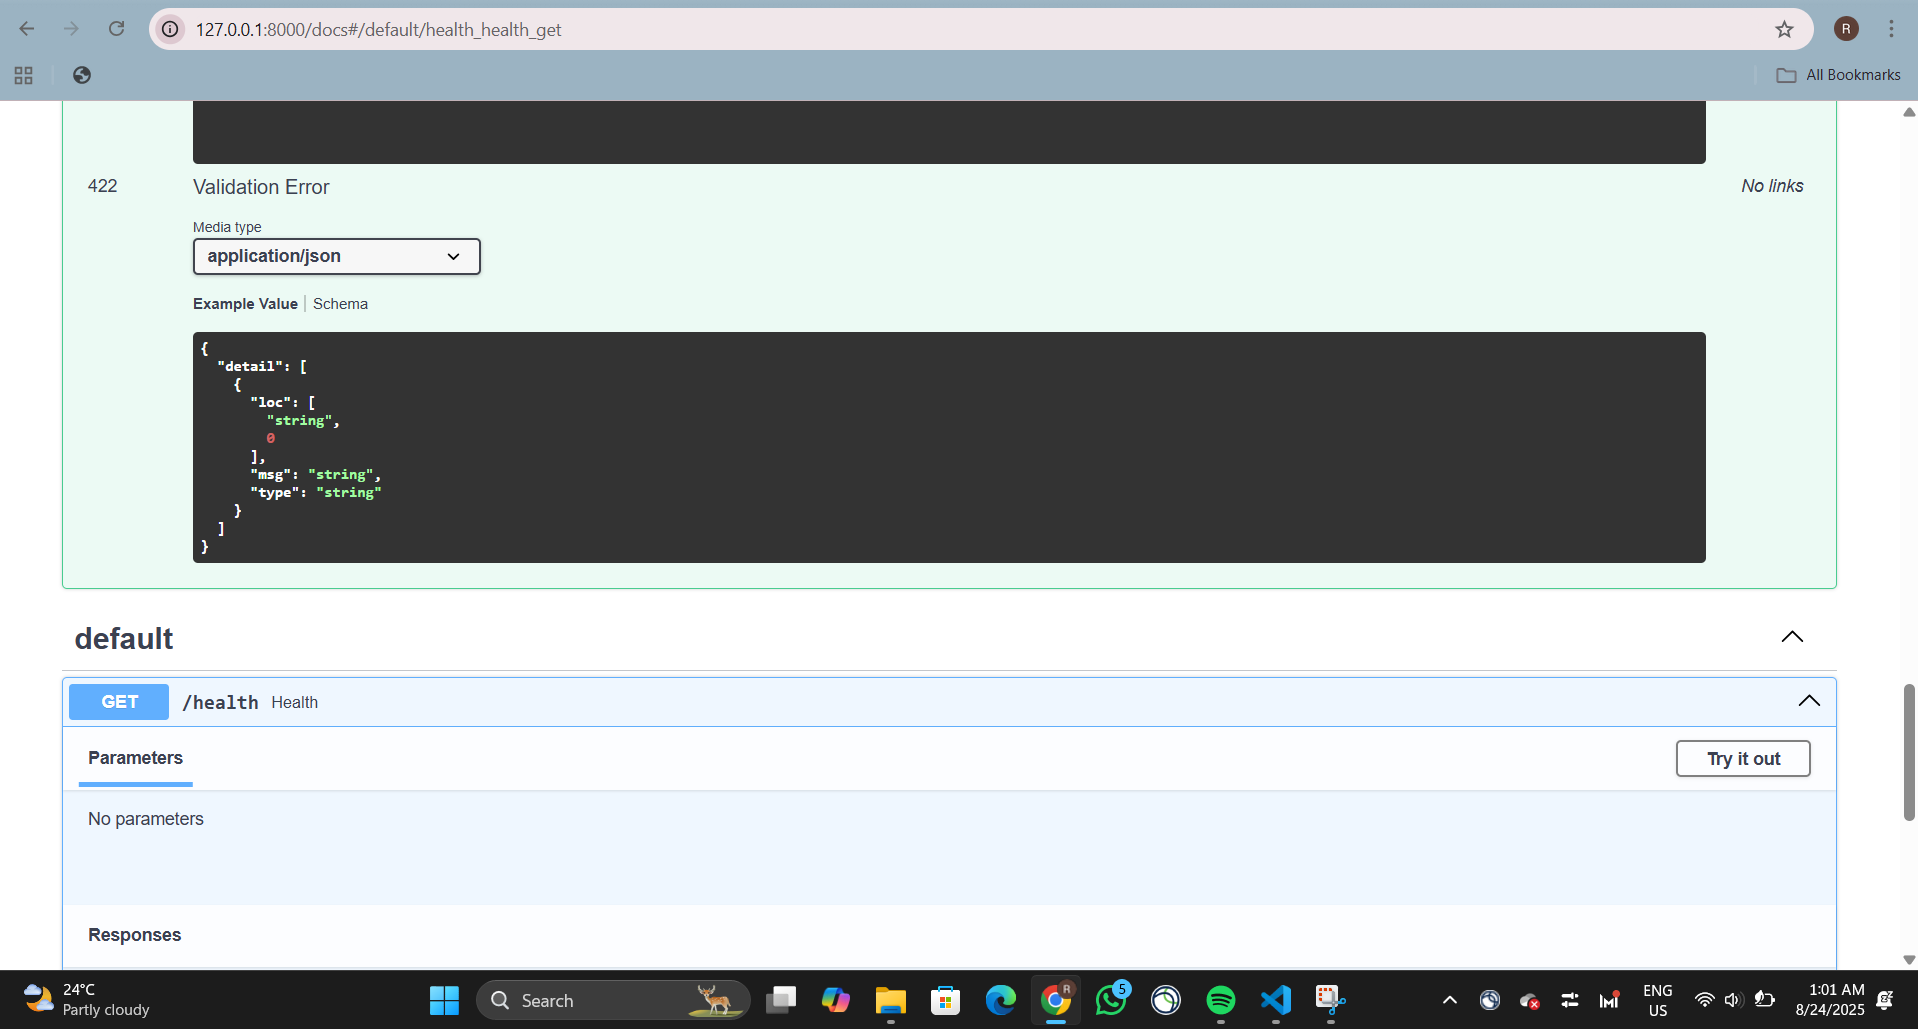 127.0.0.1:8000/docs#/default/health_health_get
R
All Bookmarks
422
Validation Error
No links
Media type
application/json
Example Value
Schema
{
"detail": [
{
"loc": [
"string",
0
],
"msg": "string",
"type": "string"
}
]
}
default
GET
/health
Health
Parameters
Try it out
No parameters
Responses
24°C
Partly cloudy
Search
R
5
ENG
US
1:01 AM
8/24/2025